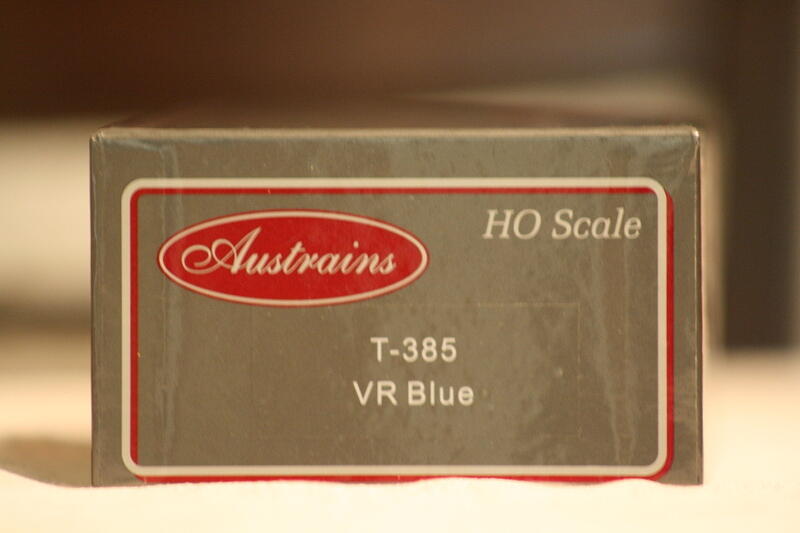 Austrains
HO Scale
T-385
VR Blue